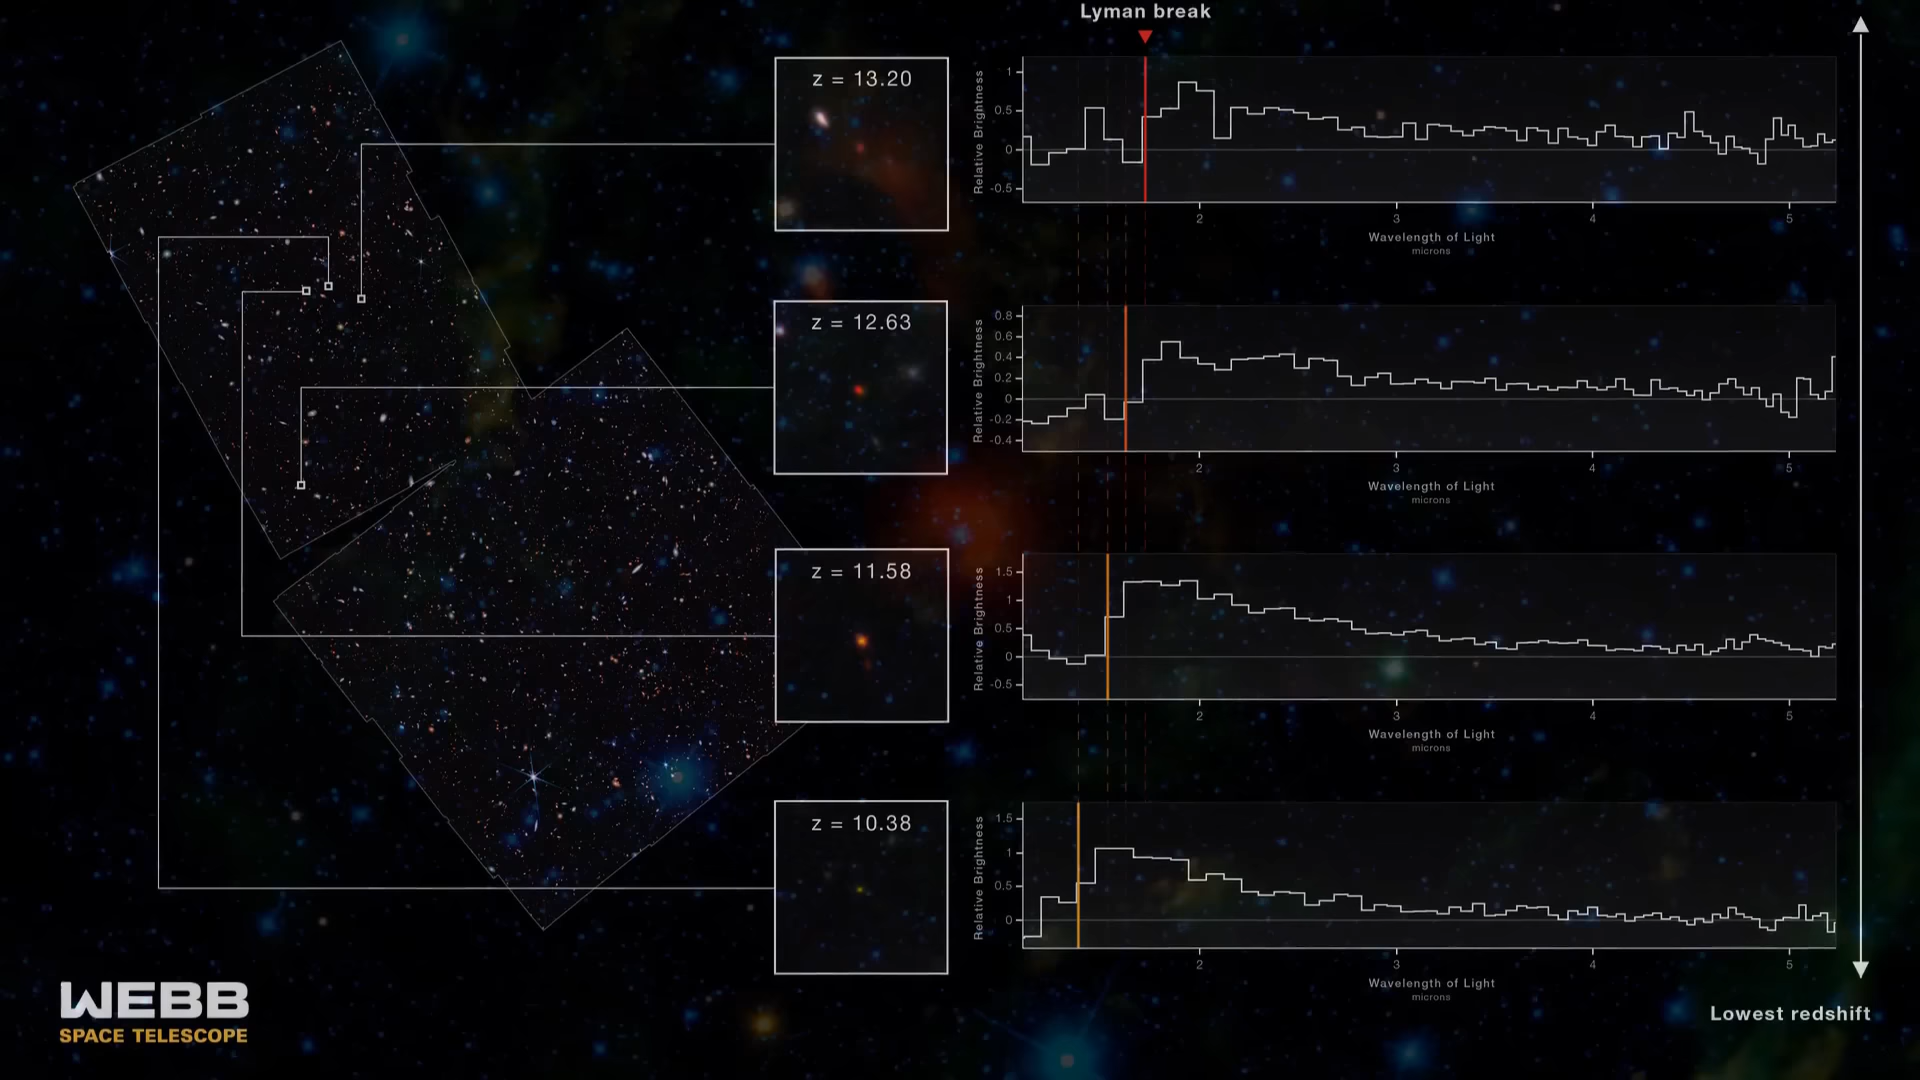 Lyman break
z = 13.20
Relative Brightness
1
0.5
0
-0.5
2 3 4 5
Wavelength of Light
microns
z = 12.63
Relative Brightness
0.8
0.6
0.4
0.2
0
-0.2
-0.4
2 3 4 5
Wavelength of Light
microns
z = 11.58
Relative Brightness
1.5
1
0.5
0
-0.5
2 3 4 5
Wavelength of Light
microns
z = 10.38
Relative Brightness
1.5
1
0.5
0
2 3 4 5
Wavelength of Light
microns
Lowest redshift
WEBB
SPACE TELESCOPE